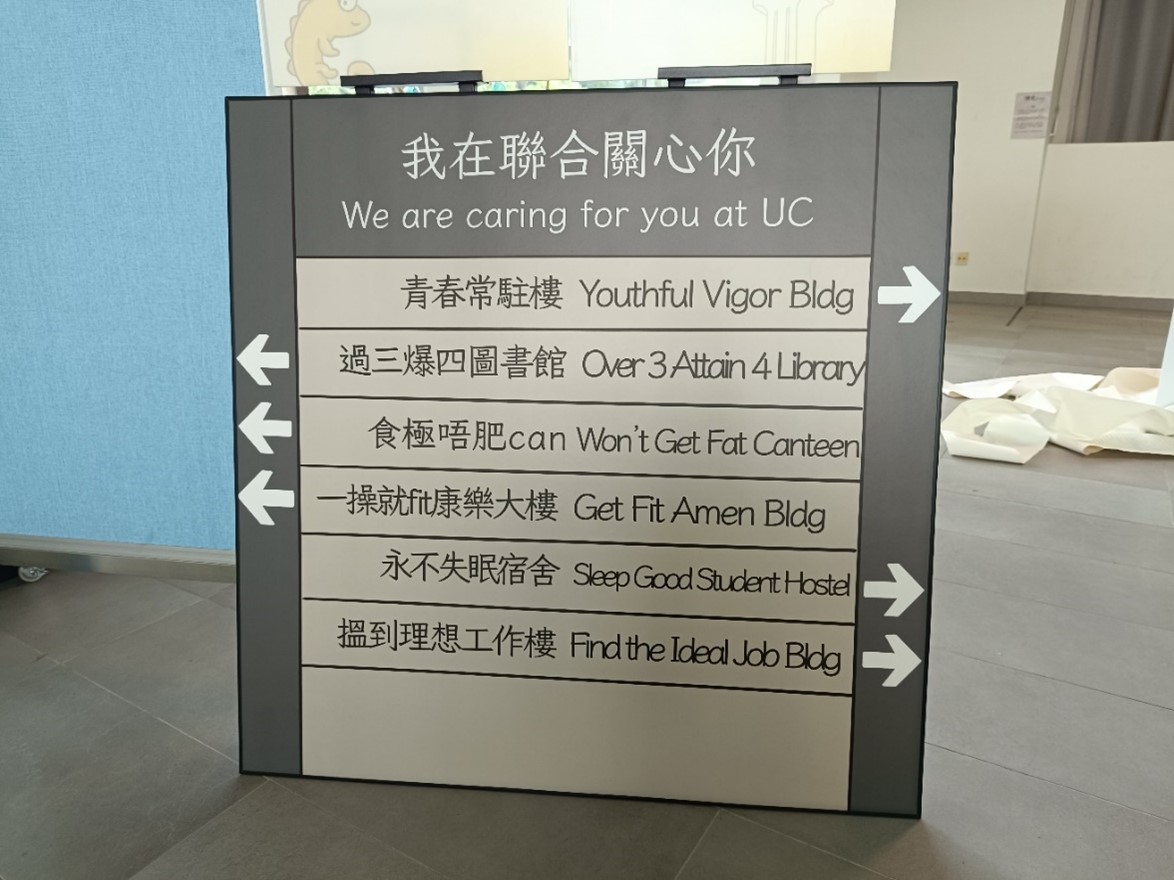 我在聯合關心你
We are caring for you at UC
青春常駐樓 Youthful Vigor Bldg
過三爆四圖書館 Over 3 Attain 4 Library
食極唔肥can Won't Get Fat Canteen
一操就fit康樂大樓 Get Fit Amen Bldg
永不失眠宿舍 Sleep Good Student Hostel
搵到理想工作樓 Find the Ideal Job Bldg